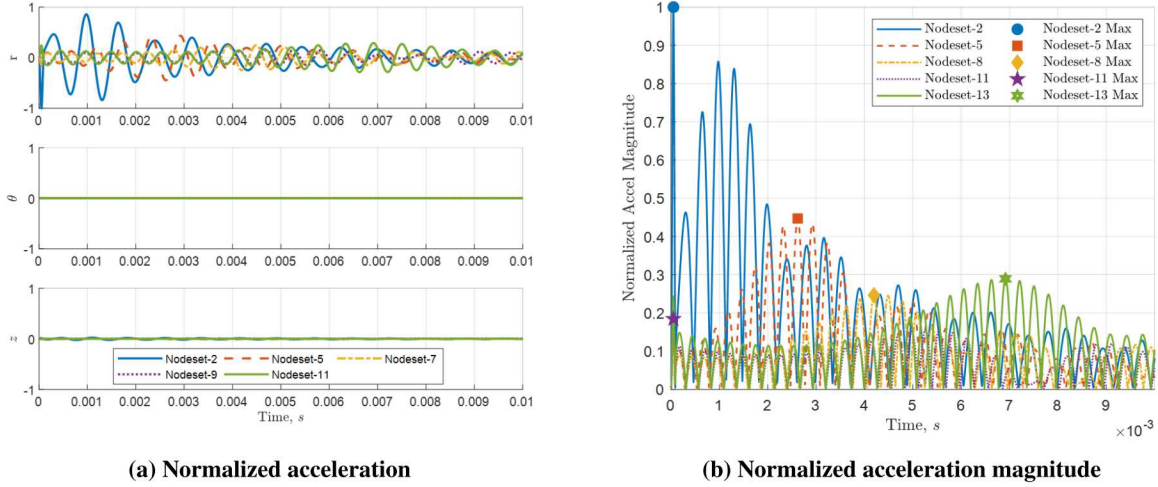 1
r
0
-1
0 0.001 0.002 0.003 0.004 0.005 0.006 0.007 0.008 0.009 0.01
1
θ
0
-1
0 0.001 0.002 0.003 0.004 0.005 0.006 0.007 0.008 0.009 0.01
1
z
0
-1
Nodeset-2 Nodeset-5 Nodeset-7
Nodeset-9 Nodeset-11
0 0.001 0.002 0.003 0.004 0.005 0.006 0.007 0.008 0.009 0.01
Time, s
(a) Normalized acceleration
Normalized Accel Magnitude
1
0.9
0.8
0.7
0.6
0.5
0.4
0.3
0.2
0.1
0
Nodeset-2 Nodeset-2 Max
Nodeset-5 Nodeset-5 Max
Nodeset-8 Nodeset-8 Max
Nodeset-11 Nodeset-11 Max
Nodeset-13 Nodeset-13 Max
0 1 2 3 4 5 6 7 8 9
Time, s
×10⁻³
(b) Normalized acceleration magnitude